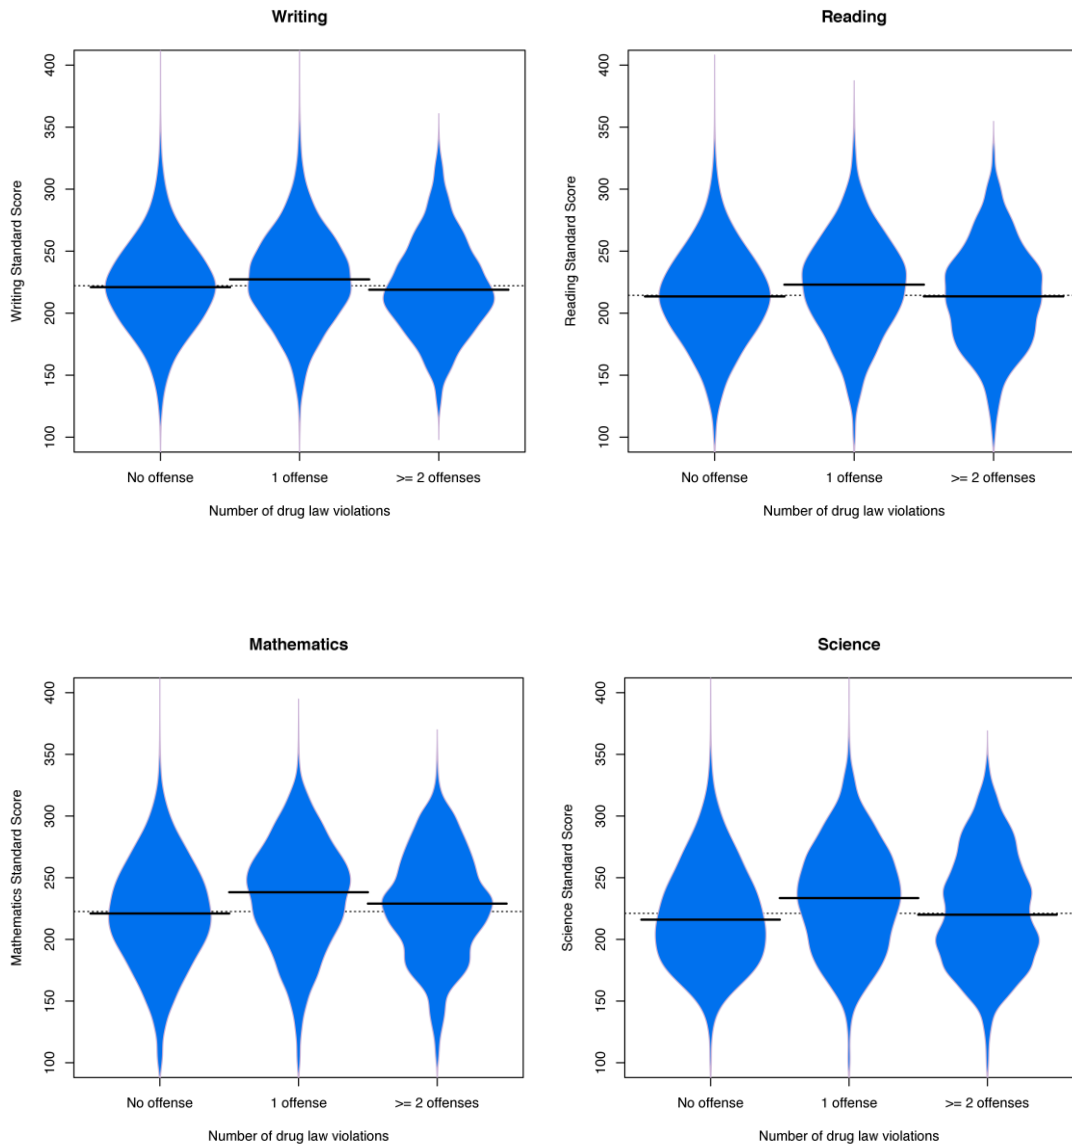 Writing
Writing Standard Score
400
350
300
250
200
150
100
No offense 1 offense >= 2 offenses
Number of drug law violations
Reading
Reading Standard Score
400
350
300
250
200
150
100
No offense 1 offense >= 2 offenses
Number of drug law violations
Mathematics
Mathematics Standard Score
400
350
300
250
200
150
100
No offense 1 offense >= 2 offenses
Number of drug law violations
Science
Science Standard Score
400
350
300
250
200
150
100
No offense 1 offense >= 2 offenses
Number of drug law violations